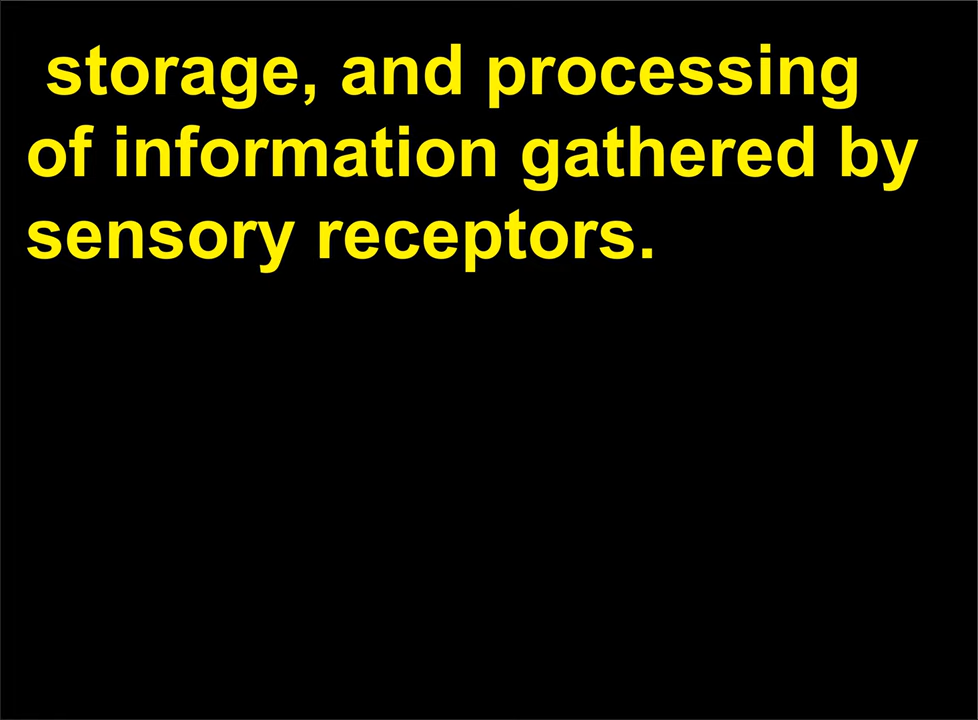 storage, and processing
of information gathered by
sensory receptors.